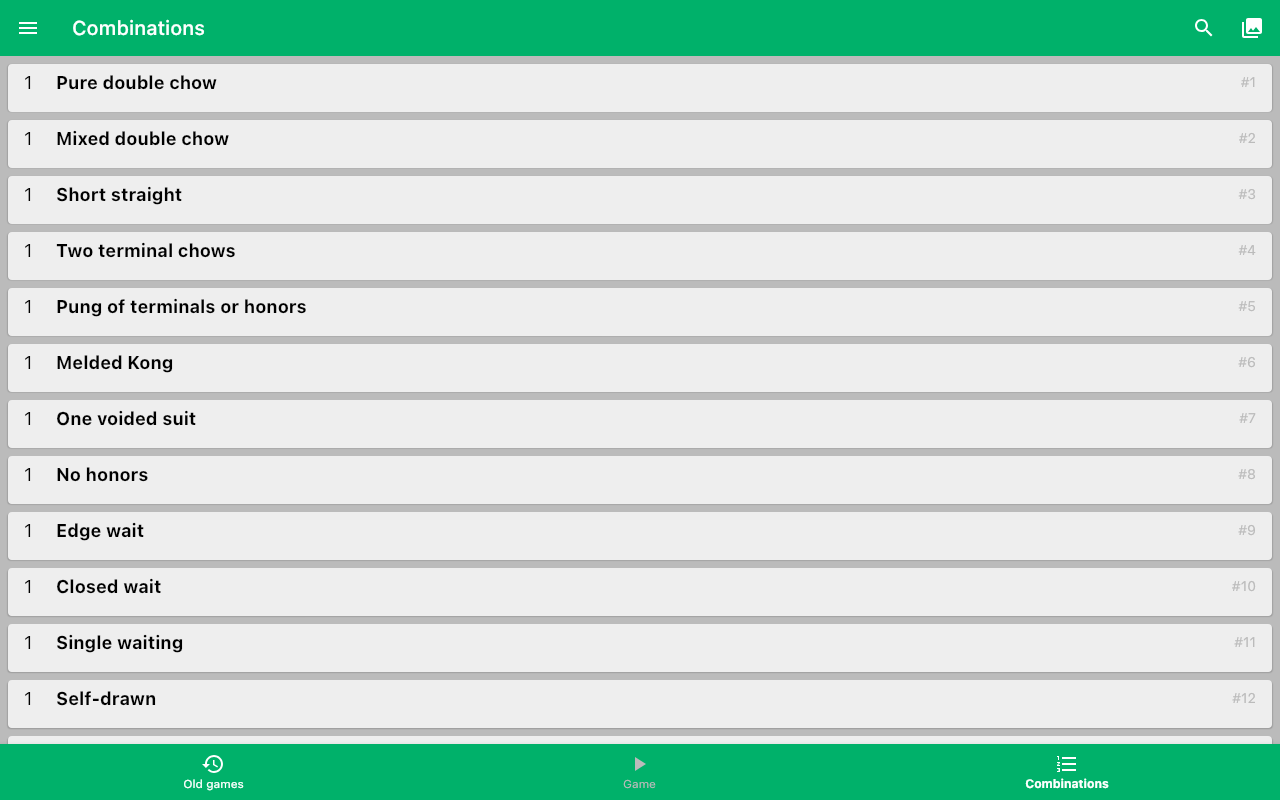 Combinations
1 Pure double chow #1
1 Mixed double chow #2
1 Short straight #3
1 Two terminal chows #4
1 Pung of terminals or honors #5
1 Melded Kong #6
1 One voided suit #7
1 No honors #8
1 Edge wait #9
1 Closed wait #10
1 Single waiting #11
1 Self-drawn #12
Old games Game Combinations